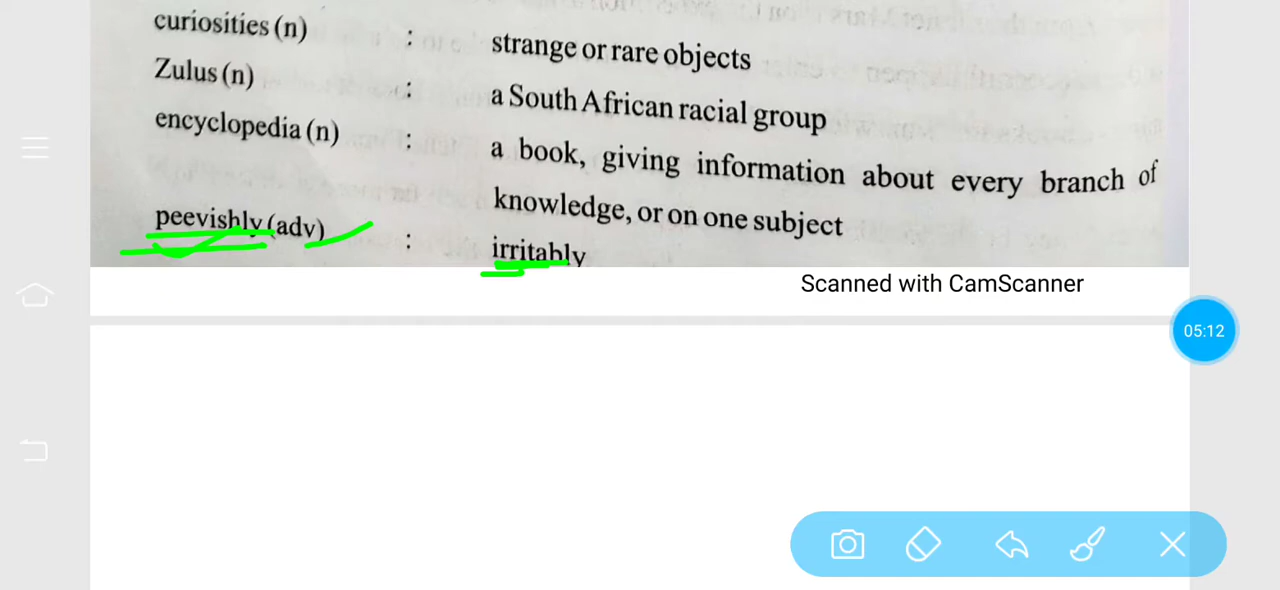 curiosities (n) : strange or rare objects
Zulus (n) : a South African racial group
encyclopedia (n) : a book, giving information about every branch of
knowledge, or on one subject
peevishly (adv) : irritably
Scanned with CamScanner
05:12